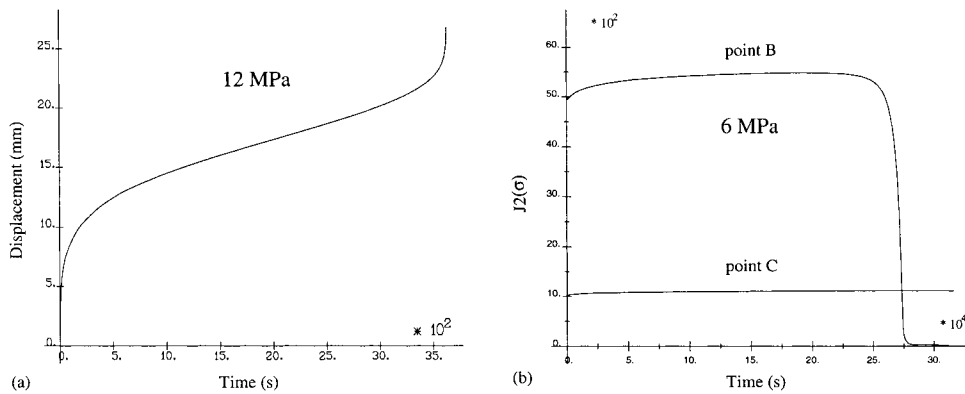 25.
20.
15.
10.
5.
0.
0. 5. 10. 15. 20. 25. 30. 35.
12 MPa
Displacement (mm)
* 10²
Time (s)
(a)
* 10²
60.
50.
40.
30.
20.
10.
0.
0. 5. 10. 15. 20. 25. 30.
point B
6 MPa
point C
J2(σ)
* 10⁴
Time (s)
(b)